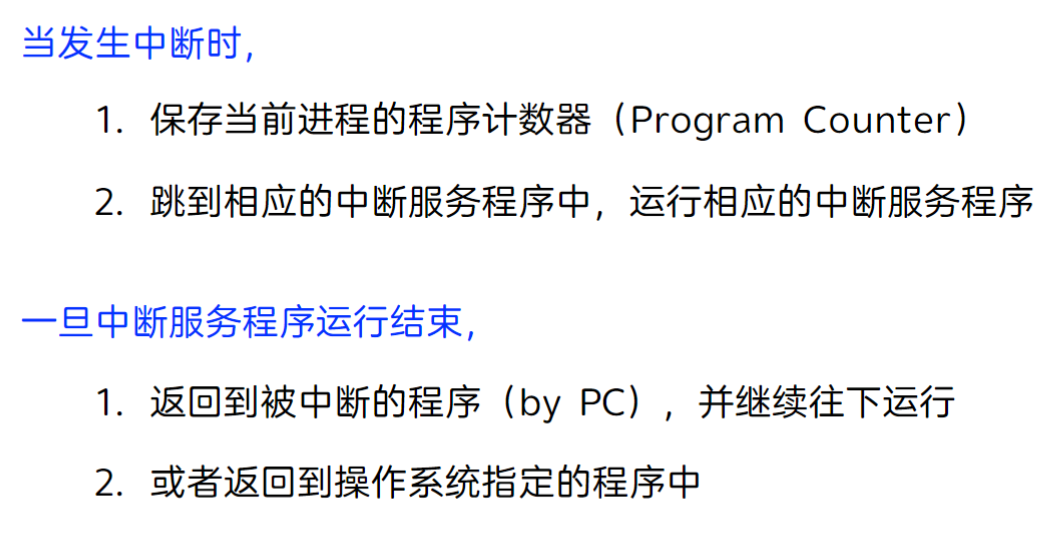 当发生中断时,
1. 保存当前进程的程序计数器（Program Counter）
2. 跳到相应的中断服务程序中，运行相应的中断服务程序
一旦中断服务程序运行结束,
1. 返回到被中断的程序（by PC），并继续往下运行
2. 或者返回到操作系统指定的程序中